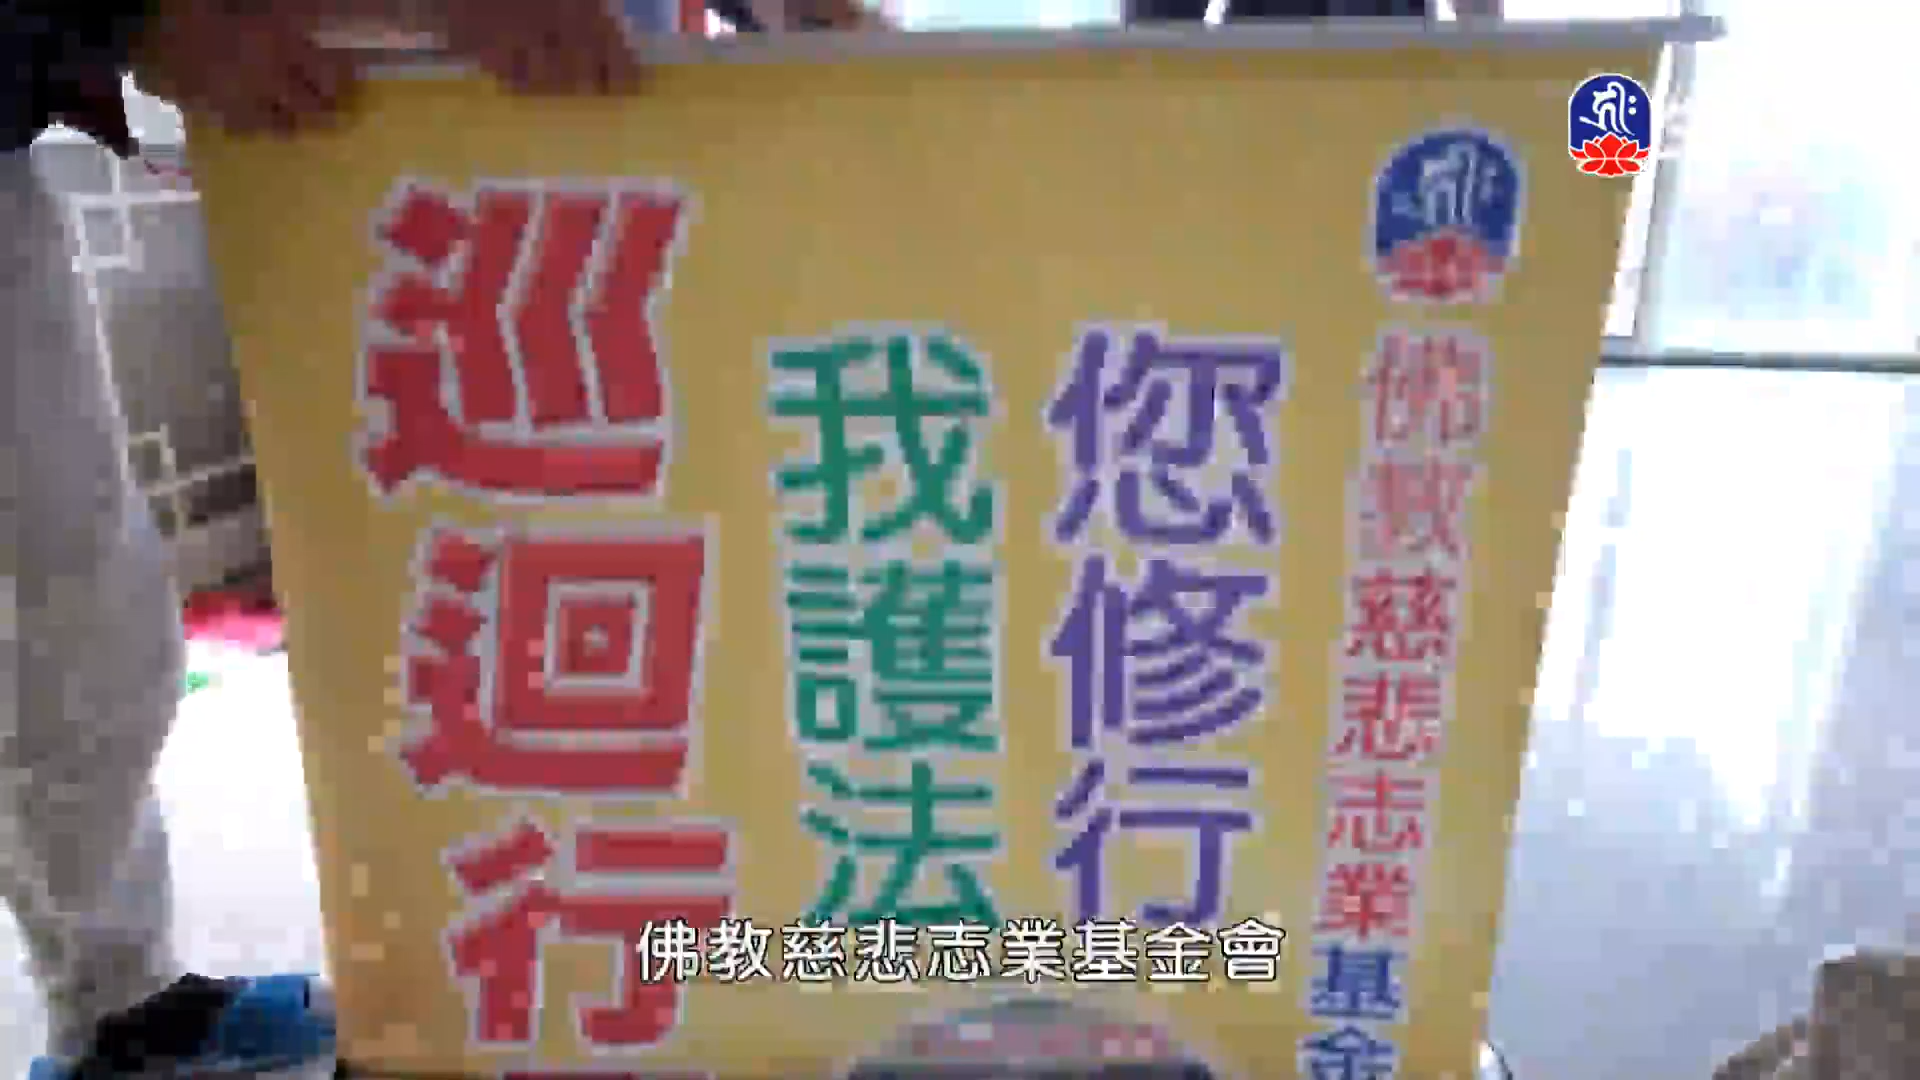 佛教慈悲志業基金
您修行
我護法
巡迴行
佛教慈悲志業基金會